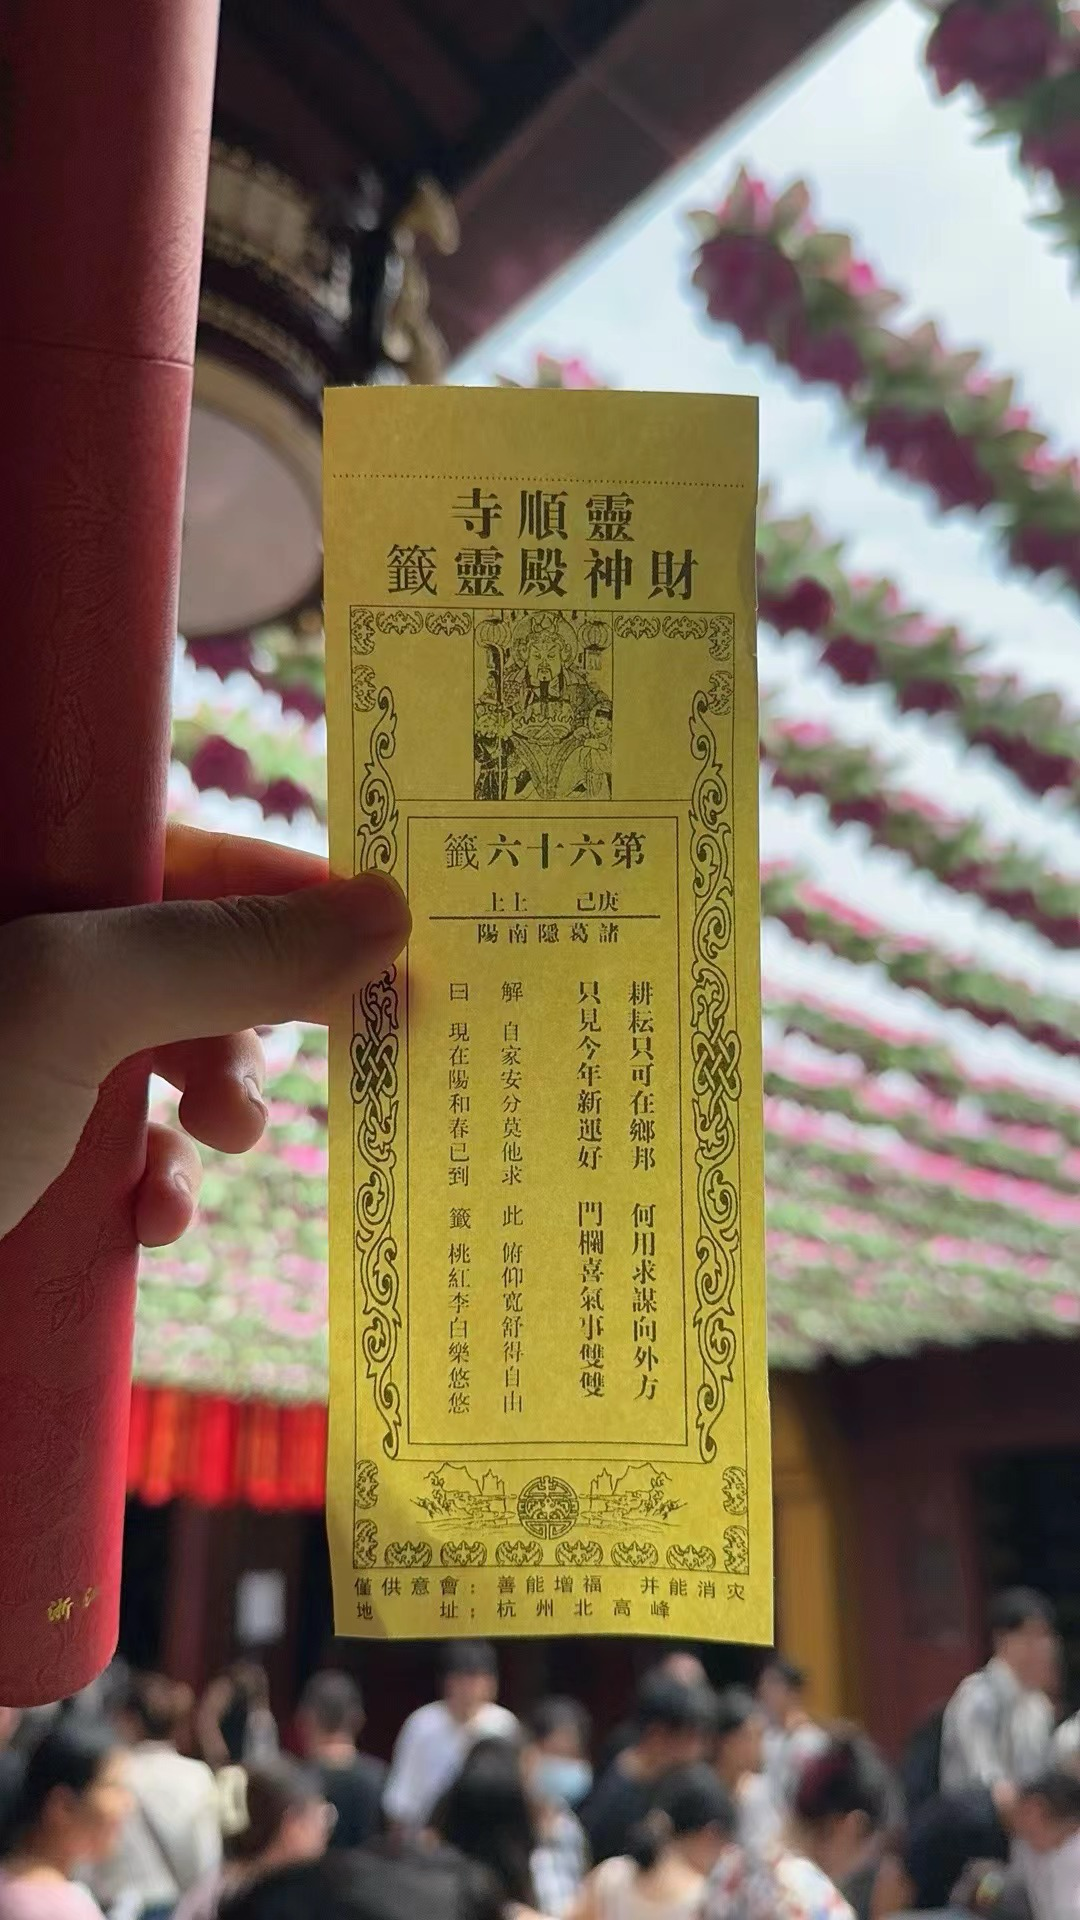 靈順寺
財神殿靈籤
第六十六籤
庚己 上上
諸葛隱南陽
耕耘只可在鄉邦 何用求謀向外方
只見今年新運好 門欄喜氣事雙雙
解 自家安分莫他求 此 俯仰寬舒得自由
曰 現在陽和春已到 籤 桃紅李白樂悠悠
僅供意會：善能增福 并能消灾
地 址：杭州北高峰
浙